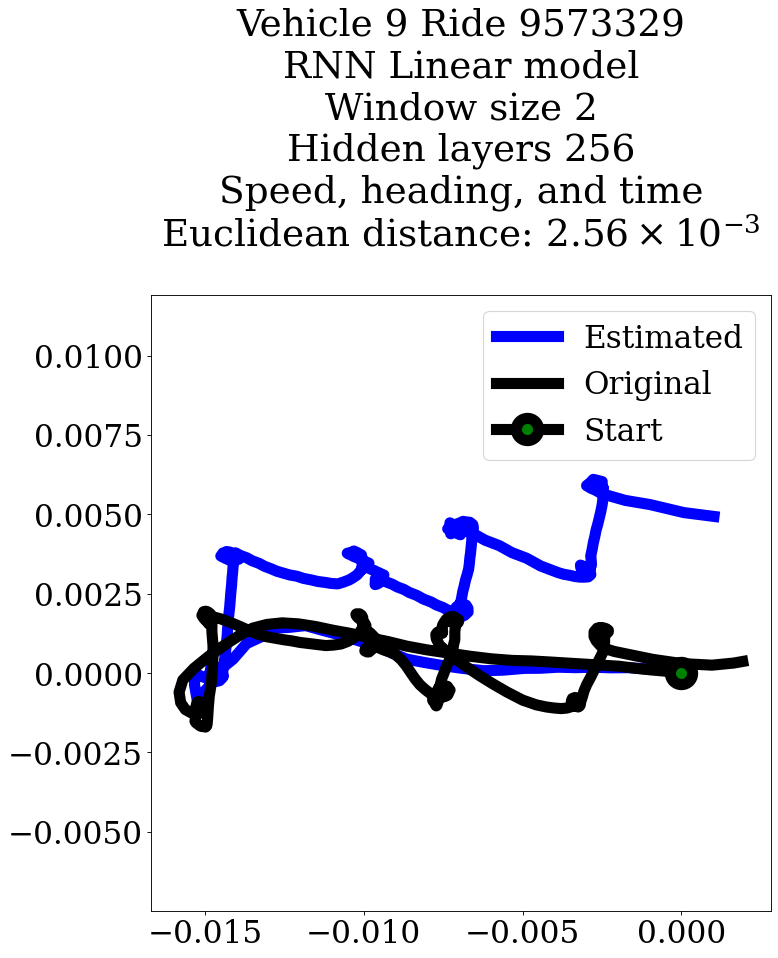 Vehicle 9 Ride 9573329
RNN Linear model
Window size 2
Hidden layers 256
Speed, heading, and time
Euclidean distance: 2.56 × 10⁻³
Estimated
Original
Start
0.0100
0.0075
0.0050
0.0025
0.0000
−0.0025
−0.0050
−0.015 −0.010 −0.005 0.000